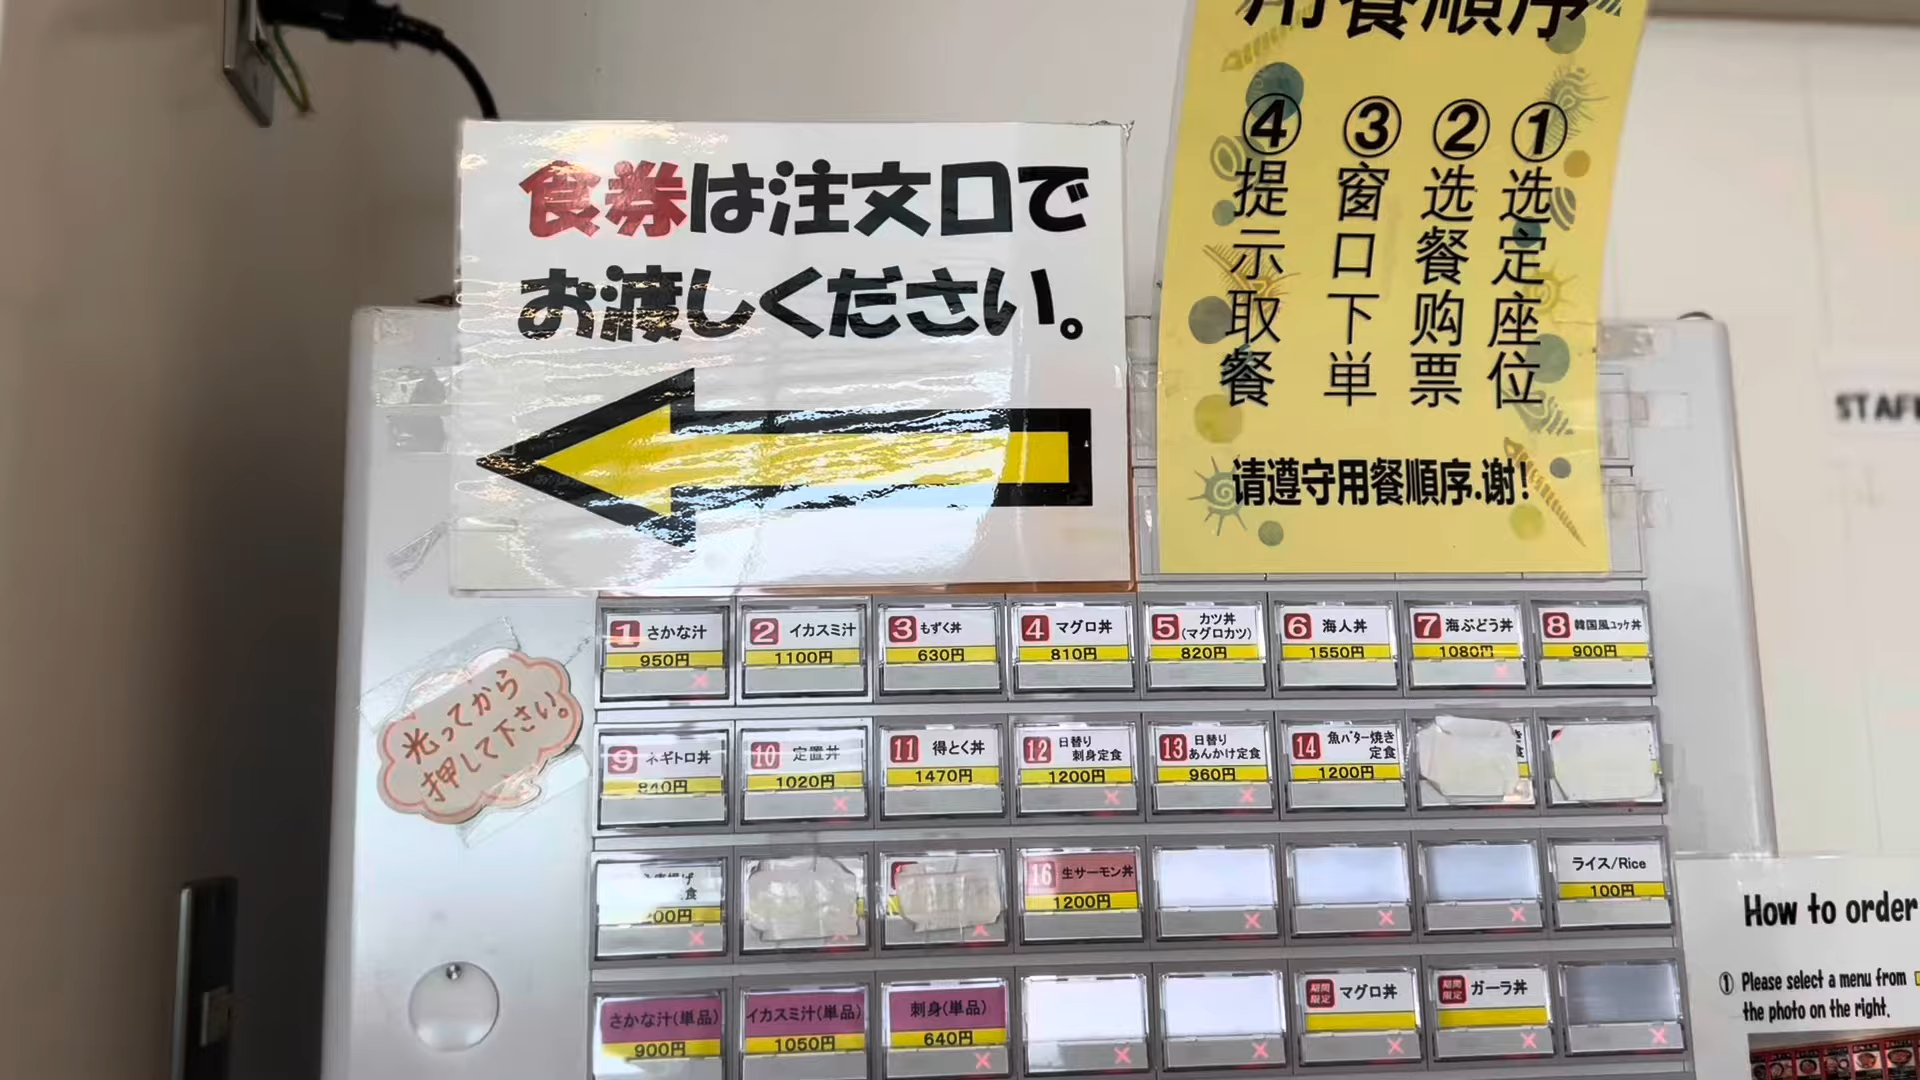 食券は注文口で
お渡しください。
用餐順序
①选定座位
②选餐购票
③窗口下单
④提示取餐
请遵守用餐順序.谢!
STAF
光ってから
押して下さい。
1 さかな汁
950円
2 イカスミ汁
1100円
3 もずく丼
630円
4 マグロ丼
810円
5 カツ丼
(マグロカツ)
820円
6 海人丼
1550円
7 海ぶどう丼
1080円
8 韓国風ユッケ丼
900円
9 ネギトロ丼
840円
10 定置丼
1020円
11 得とく丼
1470円
12 日替り
刺身定食
1200円
13 日替り
あんかけ定食
960円
14 魚バター焼き
定食
1200円
食
00円
16 生サーモン丼
1200円
ライス/Rice
100円
さかな汁(単品)
900円
イカスミ汁(単品)
1050円
刺身(単品)
640円
期間
限定
マグロ丼
期間
限定
ガーラ丼
How to order
① Please select a menu from
the photo on the right.